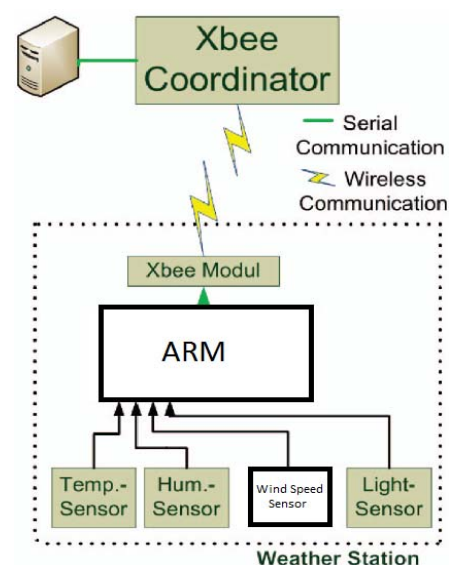 Xbee
Coordinator
Serial
Communication
Wireless
Communication
Xbee Modul
ARM
Temp.-
Sensor
Hum.-
Sensor
Wind Speed
Sensor
Light-
Sensor
Weather Station